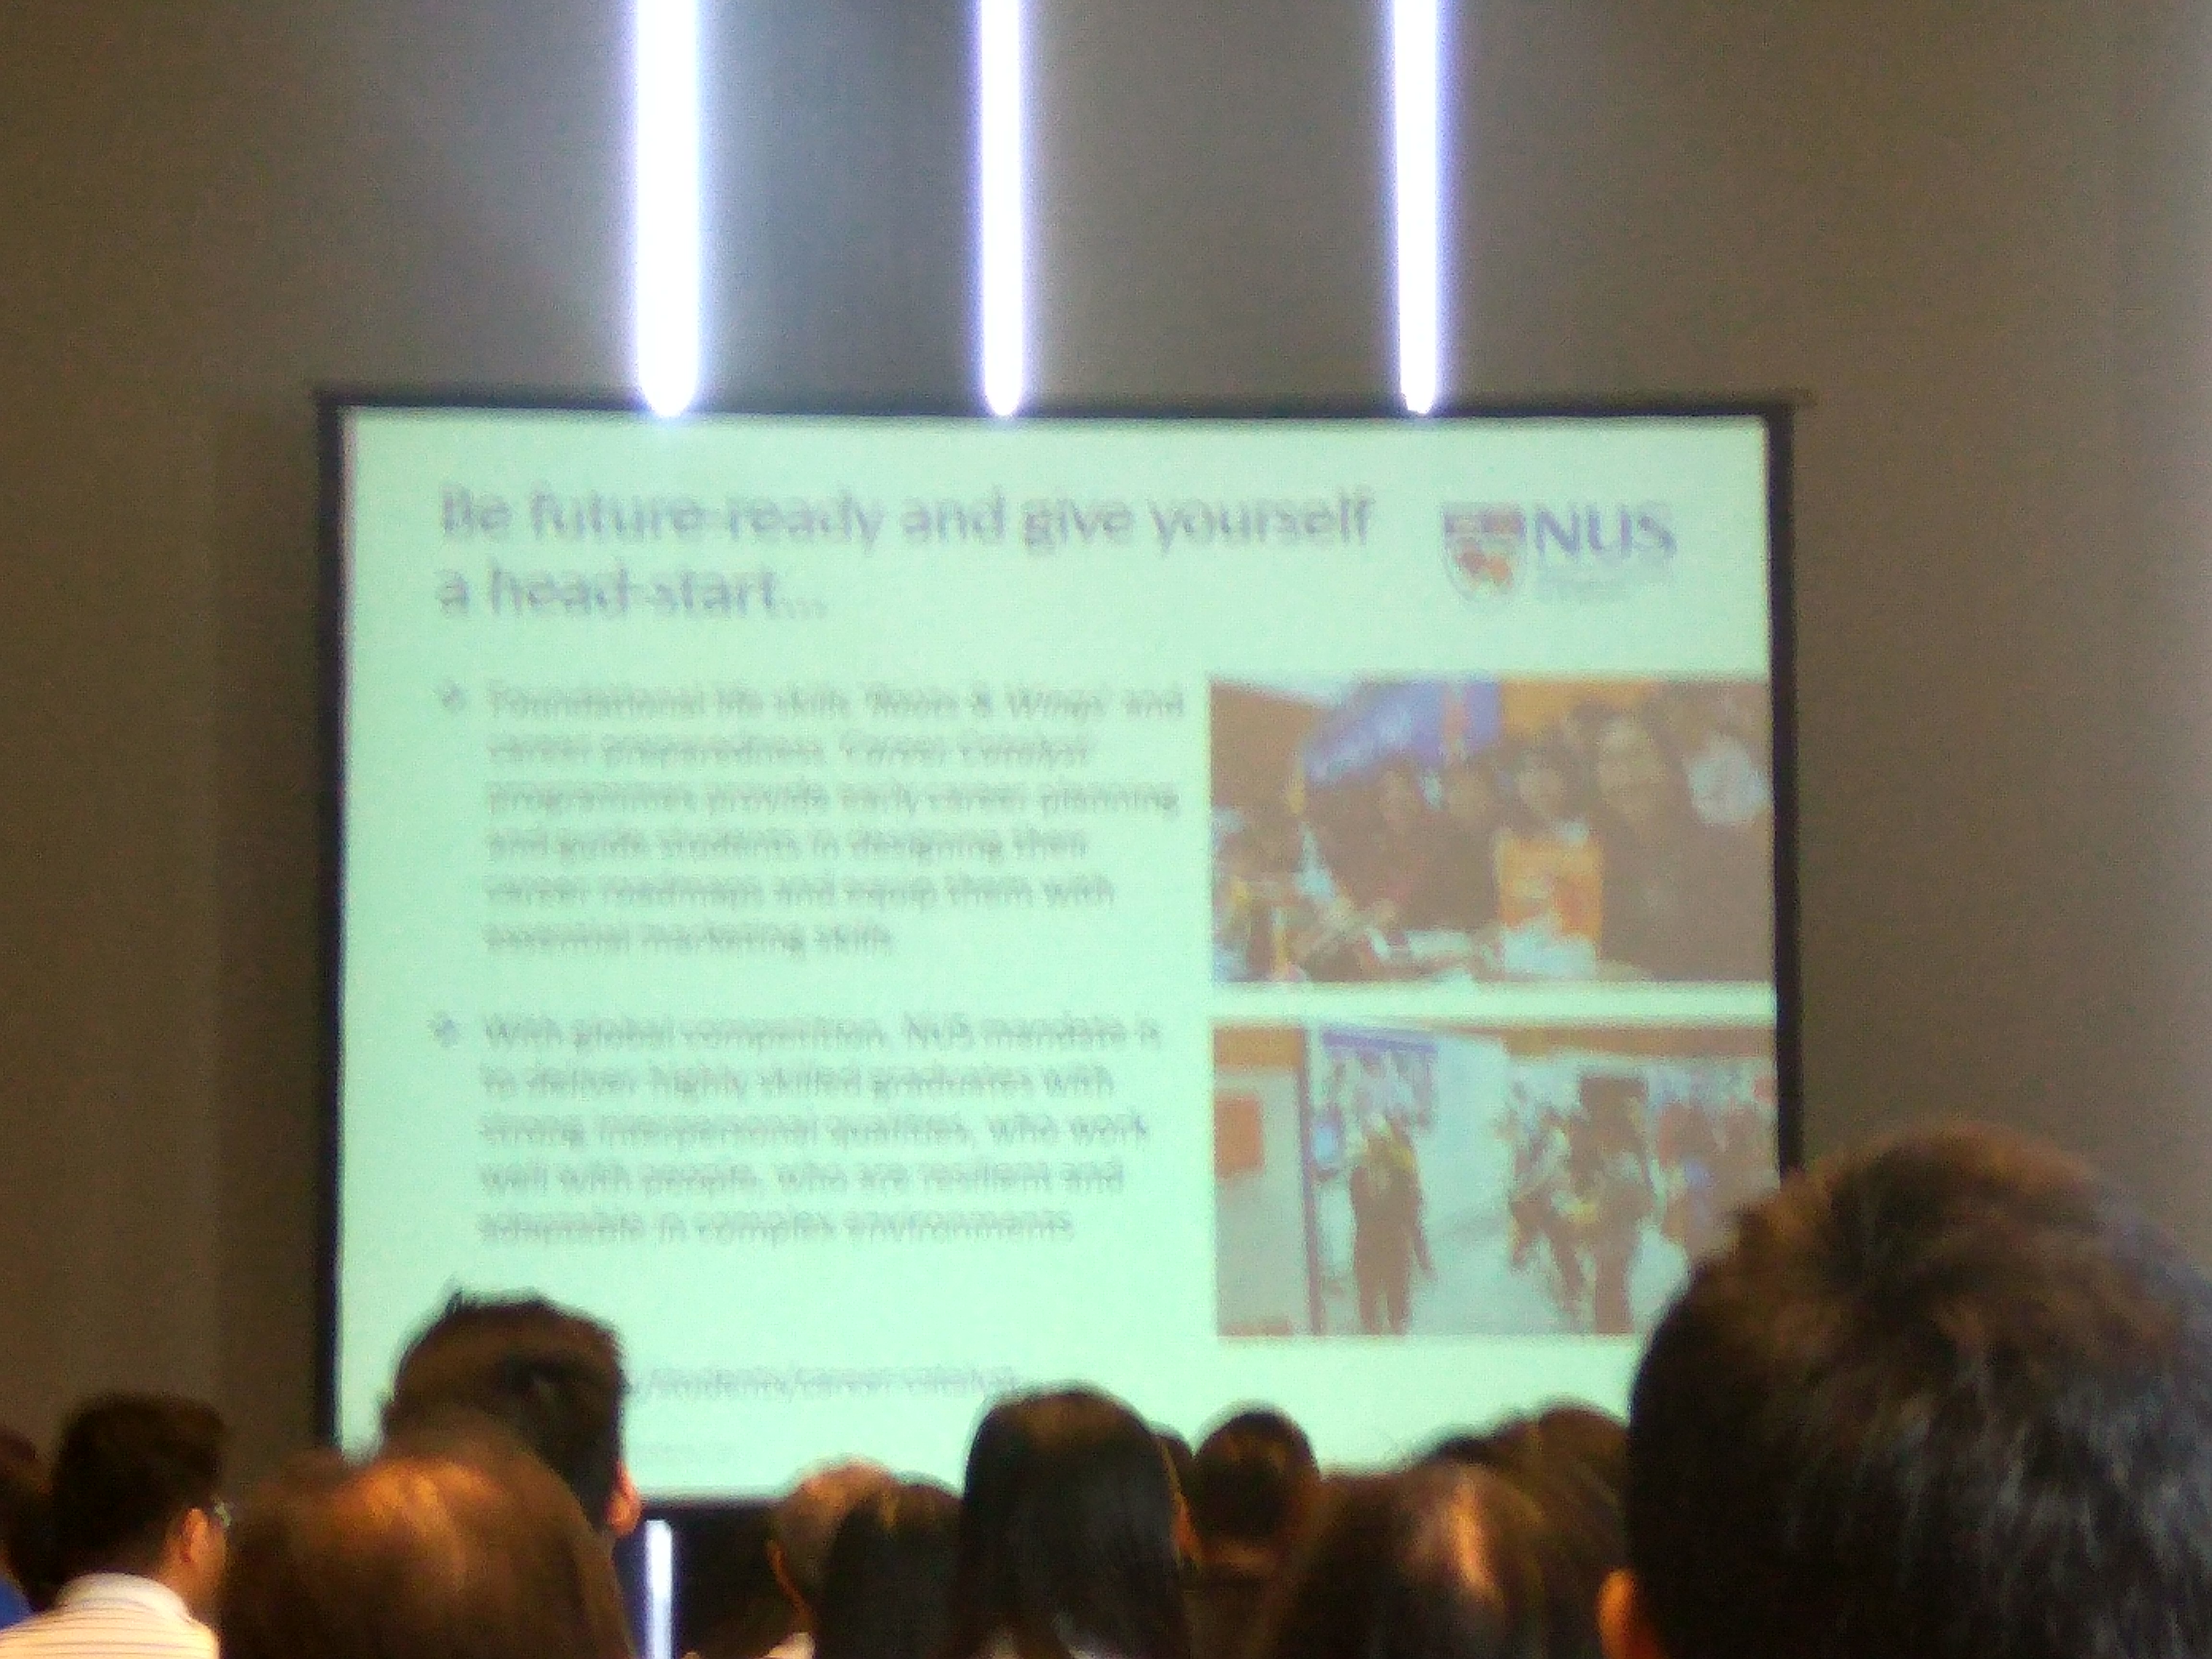 Be future-ready and give yourself
a head-start...
NUS
Foundational life skills 'Roots & Wings' and
career preparedness 'Career Catalyst'
programmes provide early career planning
and guide students in designing their
career roadmaps and equip them with
essential marketing skills
With global competition, NUS mandate is
to deliver highly skilled graduates with
strong interpersonal qualities, who work
well with people, who are resilient and
adaptable in complex environments
/students/career-catalyst